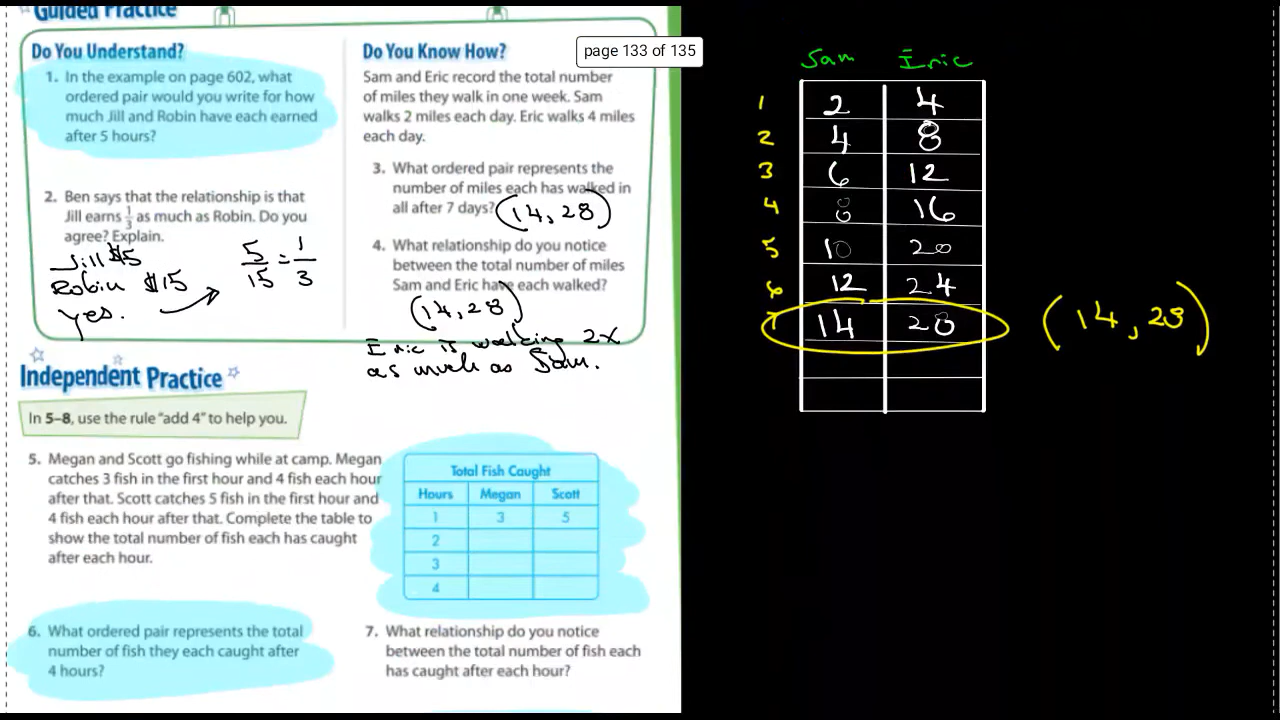 Guided Practice
page 133 of 135
Do You Understand?
1. In the example on page 602, what
ordered pair would you write for how
much Jill and Robin have each earned
after 5 hours?
2. Ben says that the relationship is that
Jill earns 1/3 as much as Robin. Do you
agree? Explain.
Jill $5
Robin $15
yes.
5/15 = 1/3
Do You Know How?
Sam and Eric record the total number
of miles they walk in one week. Sam
walks 2 miles each day. Eric walks 4 miles
each day.
3. What ordered pair represents the
number of miles each has walked in
all after 7 days? (14, 28)
4. What relationship do you notice
between the total number of miles
Sam and Eric have each walked?
(14, 28)
Eric is walking 2x
as much as Sam.
Independent Practice
In 5–8, use the rule "add 4" to help you.
5. Megan and Scott go fishing while at camp. Megan
catches 3 fish in the first hour and 4 fish each hour
after that. Scott catches 5 fish in the first hour and
4 fish each hour after that. Complete the table to
show the total number of fish each has caught
after each hour.
Total Fish Caught
Hours Megan Scott
1 3 5
2
3
4
6. What ordered pair represents the total
number of fish they each caught after
4 hours?
7. What relationship do you notice
between the total number of fish each
has caught after each hour?
Sam Eric
1 2 4
2 4 8
3 6 12
4 8 16
5 10 20
6 12 24
7 14 28
(14, 28)